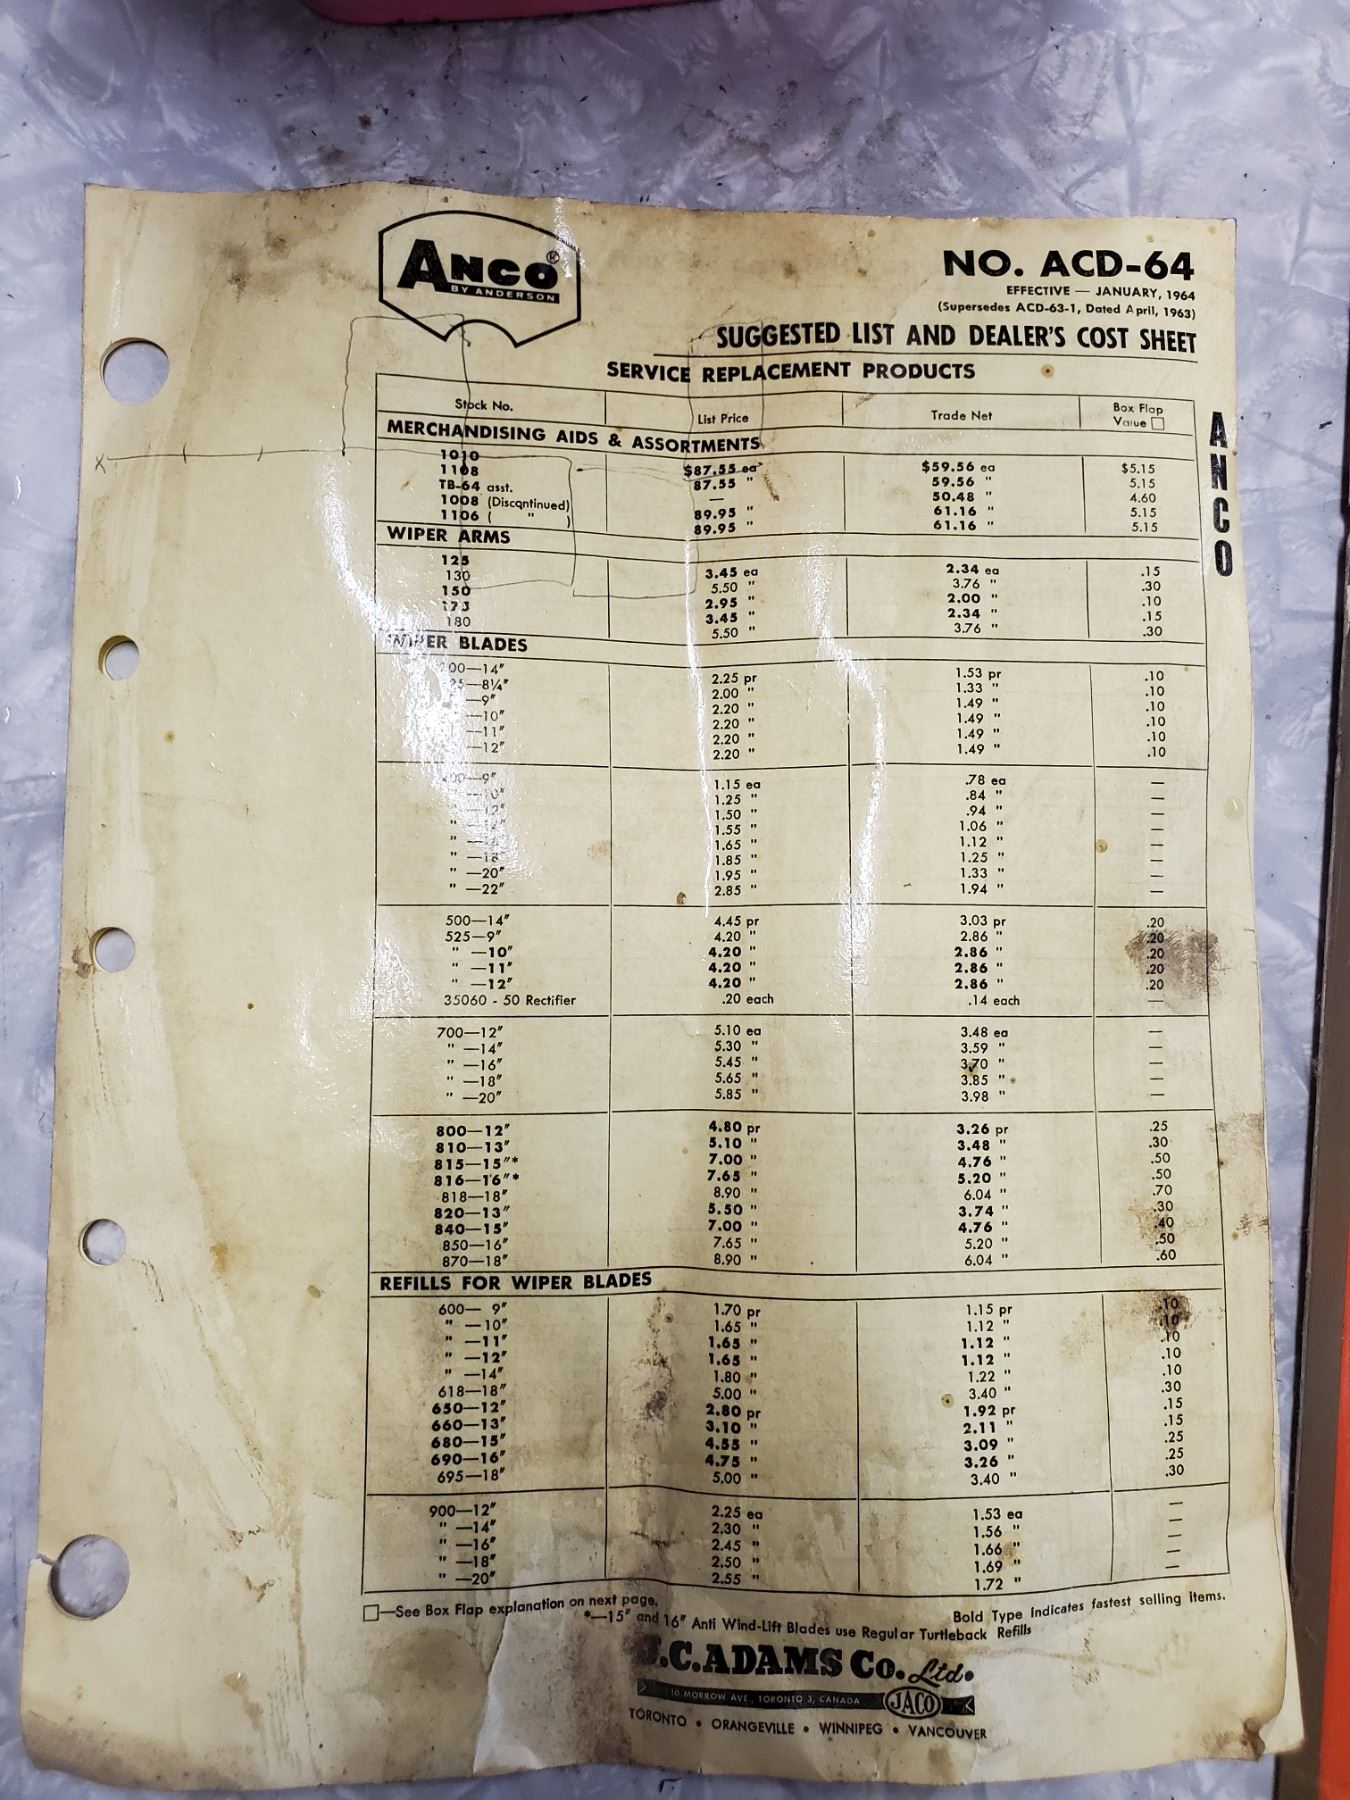 ANCO ®
BY ANDERSON
NO. ACD-64
EFFECTIVE — JANUARY, 1964
(Supersedes ACD-63-1, Dated April, 1963)
SUGGESTED LIST AND DEALER'S COST SHEET
SERVICE REPLACEMENT PRODUCTS
Stock No. List Price Trade Net Box Flap Value □
MERCHANDISING AIDS & ASSORTMENTS
1010 $87.55 ea $59.56 ea $5.15
1108 87.55 " 59.56 " 5.15
TB-64 asst. — 50.48 " 4.60
1008 (Discontinued) 89.95 " 61.16 " 5.15
1106 ( " ) 89.95 " 61.16 " 5.15
WIPER ARMS
125 3.45 ea 2.34 ea .15
130 5.50 " 3.76 " .30
150 2.95 " 2.00 " .10
173 3.45 " 2.34 " .15
180 5.50 " 3.76 " .30
WIPER BLADES
00—14" 2.25 pr 1.53 pr .10
25—8¼" 2.00 " 1.33 " .10
—9" 2.20 " 1.49 " .10
—10" 2.20 " 1.49 " .10
—11" 2.20 " 1.49 " .10
—12" 2.20 " 1.49 " .10
—9" 1.15 ea .78 ea —
—10" 1.25 " .84 " —
1.50 " .94 " —
" 1.55 " 1.06 " —
" 1.65 " 1.12 " —
" —18" 1.85 " 1.25 " —
" —20" 1.95 " 1.33 " —
" —22" 2.85 " 1.94 " —
500—14" 4.45 pr 3.03 pr .20
525—9" 4.20 " 2.86 " .20
" —10" 4.20 " 2.86 " .20
" —11" 4.20 " 2.86 " .20
" —12" 4.20 " 2.86 " .20
35060 - 50 Rectifier .20 each .14 each —
700—12" 5.10 ea 3.48 ea —
" —14" 5.30 " 3.59 " —
" —16" 5.45 " 3.70 " —
" —18" 5.65 " 3.85 " —
" —20" 5.85 " 3.98 " —
800—12" 4.80 pr 3.26 pr .25
810—13" 5.10 " 3.48 " .30
815—15"* 7.00 " 4.76 " .50
816—16"* 7.65 " 5.20 " .50
818—18" 8.90 " 6.04 " .70
820—13" 5.50 " 3.74 " .30
840—15" 7.00 " 4.76 " .40
850—16" 7.65 " 5.20 " .50
870—18" 8.90 " 6.04 " .60
REFILLS FOR WIPER BLADES
600— 9" 1.70 pr 1.15 pr .10
" —10" 1.65 " 1.12 " .10
" —11" 1.65 " 1.12 " .10
" —12" 1.65 " 1.12 " .10
" —14" 1.80 " 1.22 " .10
618—18" 5.00 " 3.40 " .30
650—12" 2.80 pr 1.92 pr .15
660—13" 3.10 " 2.11 " .15
680—15" 4.55 " 3.09 " .25
690—16" 4.75 " 3.26 " .25
695—18" 5.00 " 3.40 " .30
900—12" 2.25 ea 1.53 ea —
" —14" 2.30 " 1.56 " —
" —16" 2.45 " 1.66 " —
" —18" 2.50 " 1.69 " —
" —20" 2.55 " 1.72 "
□—See Box Flap explanation on next page. Bold Type indicates fastest selling items.
*—15" and 16" Anti Wind-Lift Blades use Regular Turtleback Refills
J.C. ADAMS CO. Ltd.
10 MORROW AVE., TORONTO 3, CANADA JACO
TORONTO • ORANGEVILLE • WINNIPEG • VANCOUVER
ANCO